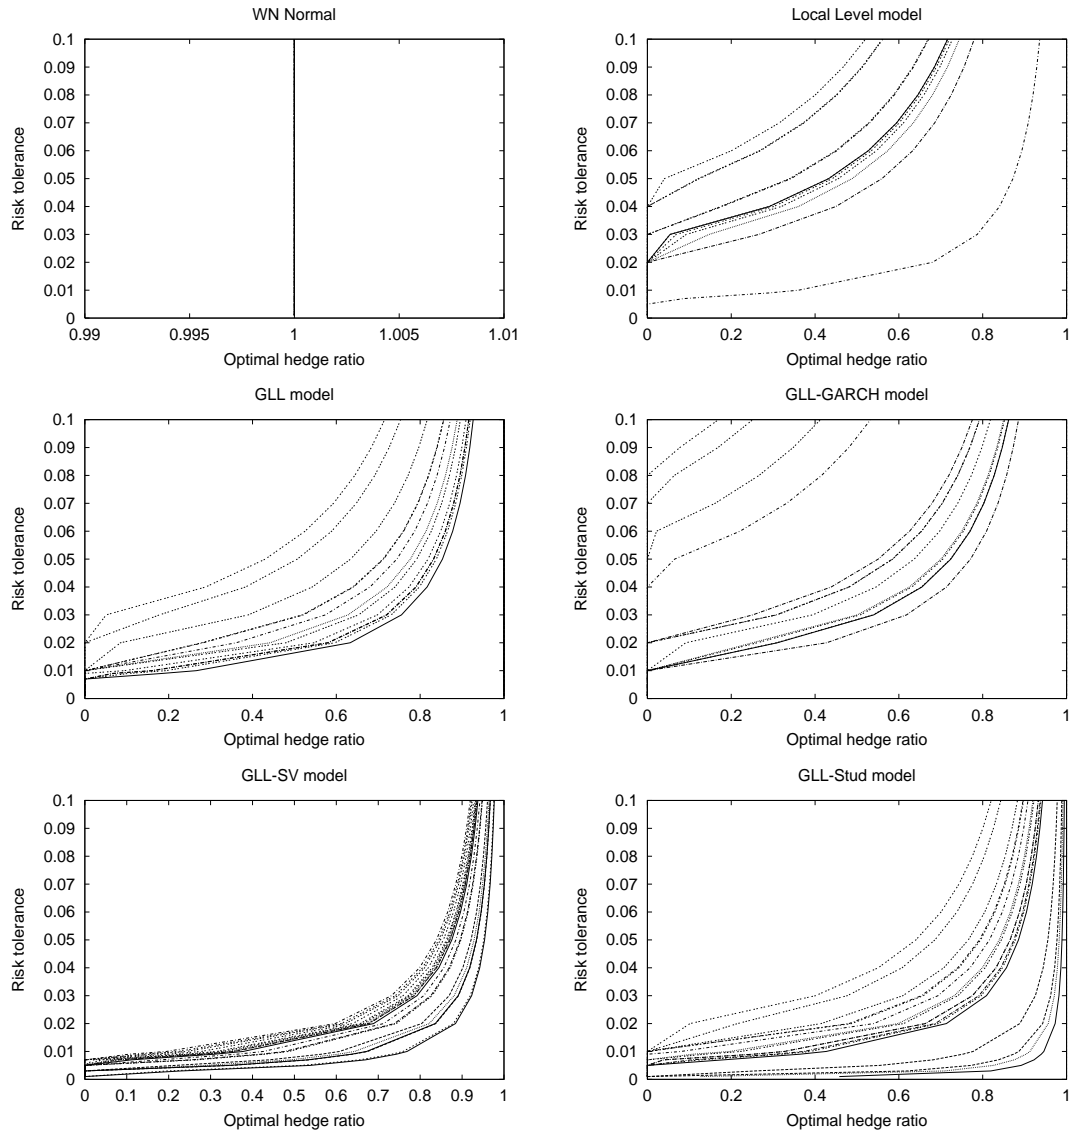 WN Normal
0.1
0.09
0.08
0.07
0.06
0.05
0.04
0.03
0.02
0.01
0
Risk tolerance
0.99 0.995 1 1.005 1.01
Optimal hedge ratio
Local Level model
0.1
0.09
0.08
0.07
0.06
0.05
0.04
0.03
0.02
0.01
0
Risk tolerance
0 0.2 0.4 0.6 0.8 1
Optimal hedge ratio
GLL model
0.1
0.09
0.08
0.07
0.06
0.05
0.04
0.03
0.02
0.01
0
Risk tolerance
0 0.2 0.4 0.6 0.8 1
Optimal hedge ratio
GLL-GARCH model
0.1
0.09
0.08
0.07
0.06
0.05
0.04
0.03
0.02
0.01
0
Risk tolerance
0 0.2 0.4 0.6 0.8 1
Optimal hedge ratio
GLL-SV model
0.1
0.09
0.08
0.07
0.06
0.05
0.04
0.03
0.02
0.01
0
Risk tolerance
0 0.1 0.2 0.3 0.4 0.5 0.6 0.7 0.8 0.9 1
Optimal hedge ratio
GLL-Stud model
0.1
0.09
0.08
0.07
0.06
0.05
0.04
0.03
0.02
0.01
0
Risk tolerance
0 0.2 0.4 0.6 0.8 1
Optimal hedge ratio